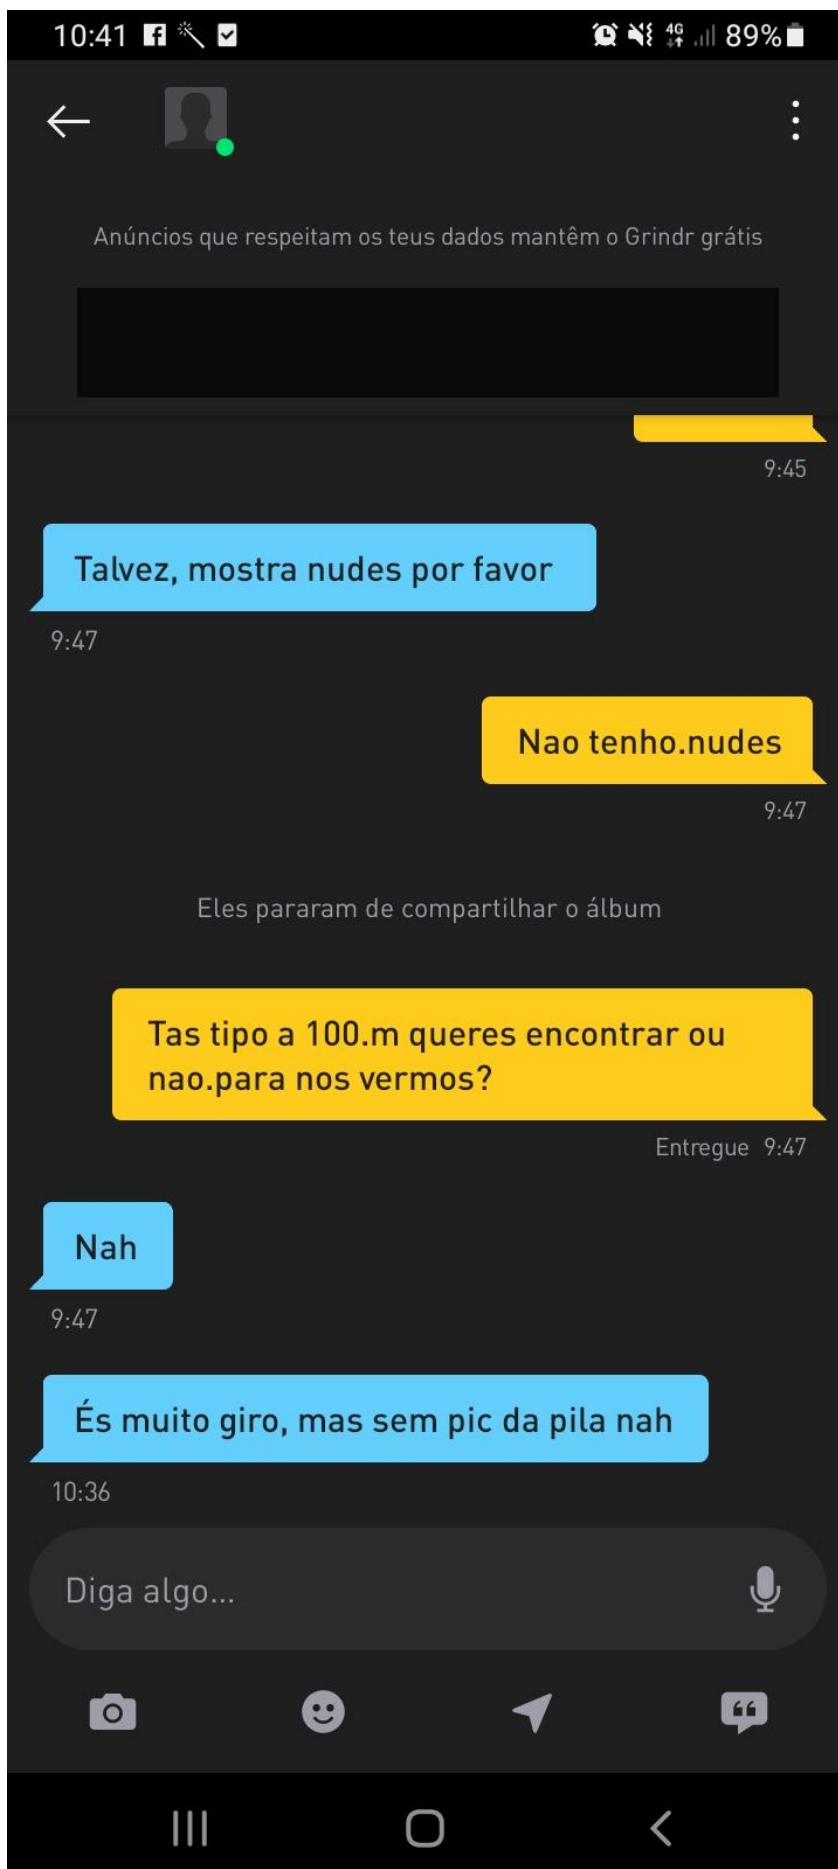 10:41
4G
89%
Anúncios que respeitam os teus dados mantêm o Grindr grátis
9:45
Talvez, mostra nudes por favor
9:47
Nao tenho.nudes
9:47
Eles pararam de compartilhar o álbum
Tas tipo a 100.m queres encontrar ou
nao.para nos vermos?
Entregue 9:47
Nah
9:47
És muito giro, mas sem pic da pila nah
10:36
Diga algo...